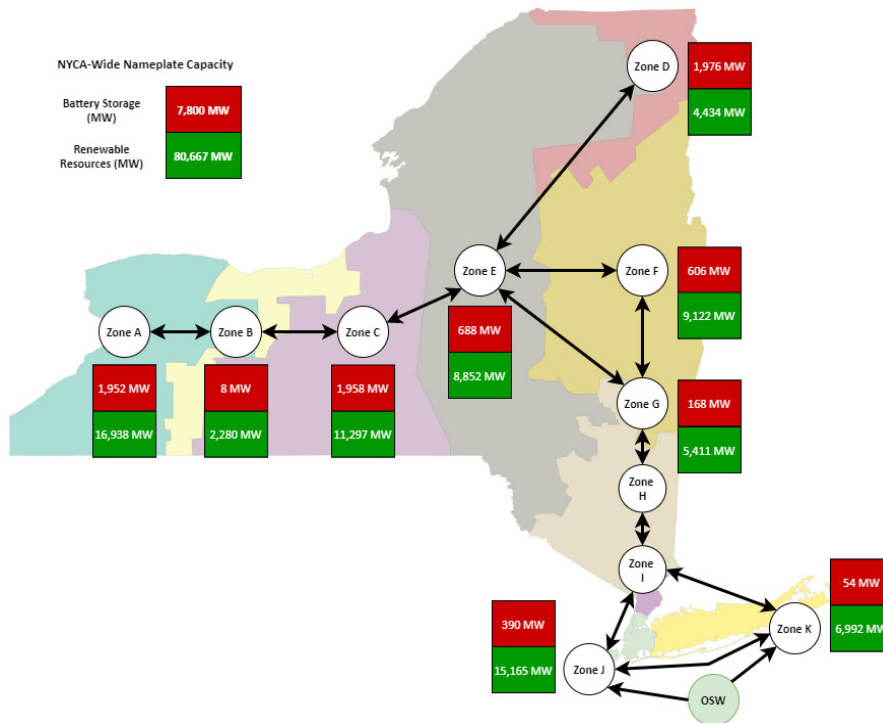 NYCA-Wide Nameplate Capacity
Battery Storage
(MW)
7,800 MW
Renewable
Resources (MW)
80,667 MW
Zone D
1,976 MW
4,434 MW
Zone E
688 MW
8,852 MW
Zone F
606 MW
9,122 MW
Zone A
1,952 MW
16,938 MW
Zone B
8 MW
2,280 MW
Zone C
1,958 MW
11,297 MW
Zone G
168 MW
5,411 MW
Zone
H
Zone
I
390 MW
15,165 MW
Zone J
54 MW
6,992 MW
Zone K
OSW